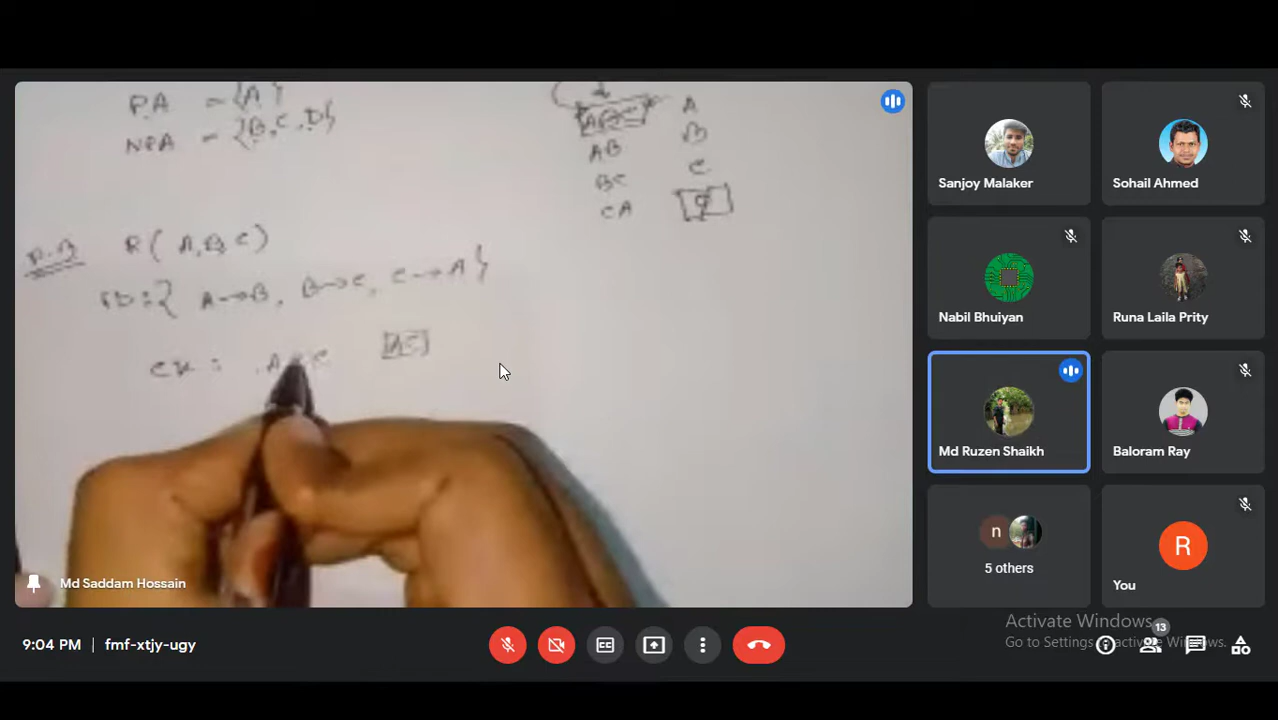 P.A = {A}
NPA = {B, C, D}
ABC A
AB B
BC C
CA φ
R( A, B, C )
FD: { A→B, B→C, C→A }
CK : A C
Md Saddam Hossain
Sanjoy Malaker
Sohail Ahmed
Nabil Bhuiyan
Runa Laila Prity
Md Ruzen Shaikh
Baloram Ray
n
5 others
R
You
Activate Windows
Go to Settings to activate Windows.
9:04 PM | fmf-xtjy-ugy
13